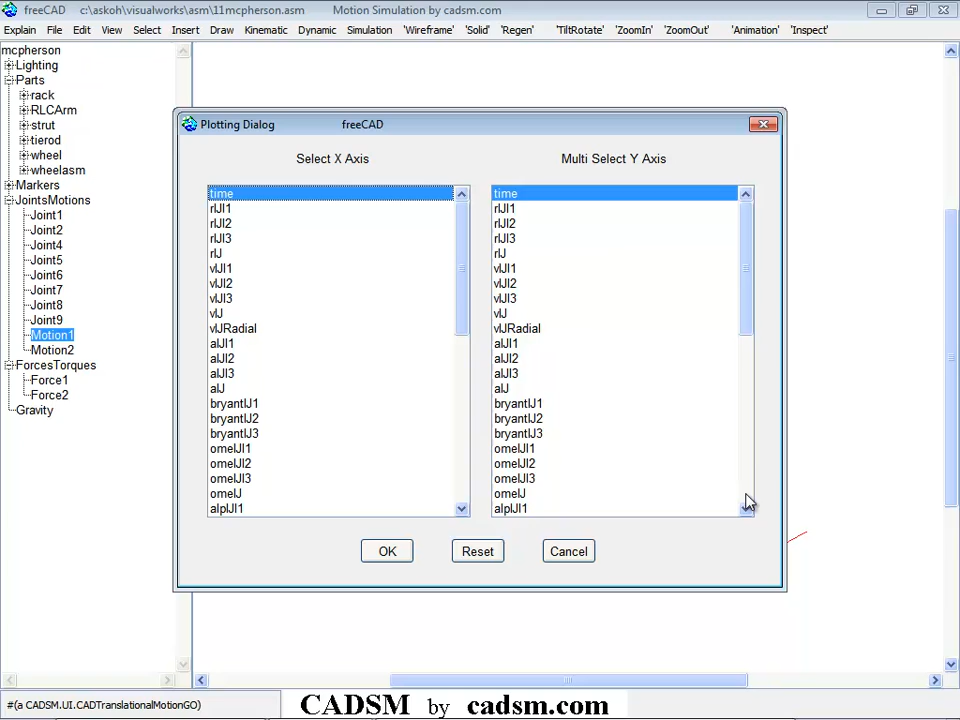 freeCAD c:\askoh\visualworks\asm\11mcpherson.asm Motion Simulation by cadsm.com
Explain File Edit View Select Insert Draw Kinematic Dynamic Simulation 'Wireframe' 'Solid' 'Regen' 'TiltRotate' 'ZoomIn' 'ZoomOut' 'Animation' 'Inspect'
mcpherson
Lighting
Parts
rack
RLCArm
strut
tierod
wheel
wheelasm
Markers
JointsMotions
Joint1
Joint2
Joint4
Joint5
Joint6
Joint7
Joint8
Joint9
Motion1
Motion2
ForcesTorques
Force1
Force2
Gravity
Plotting Dialog freeCAD
Select X Axis
time
rIJI1
rIJI2
rIJI3
rIJ
vIJI1
vIJI2
vIJI3
vIJ
vIJRadial
aIJI1
aIJI2
aIJI3
aIJ
bryantIJ1
bryantIJ2
bryantIJ3
omeIJI1
omeIJI2
omeIJI3
omeIJ
alpIJI1
Multi Select Y Axis
time
rIJI1
rIJI2
rIJI3
rIJ
vIJI1
vIJI2
vIJI3
vIJ
vIJRadial
aIJI1
aIJI2
aIJI3
aIJ
bryantIJ1
bryantIJ2
bryantIJ3
omeIJI1
omeIJI2
omeIJI3
omeIJ
alpIJI1
OK Reset Cancel
#(a CADSM.UI.CADTranslationalMotionGO)
CADSM by cadsm.com